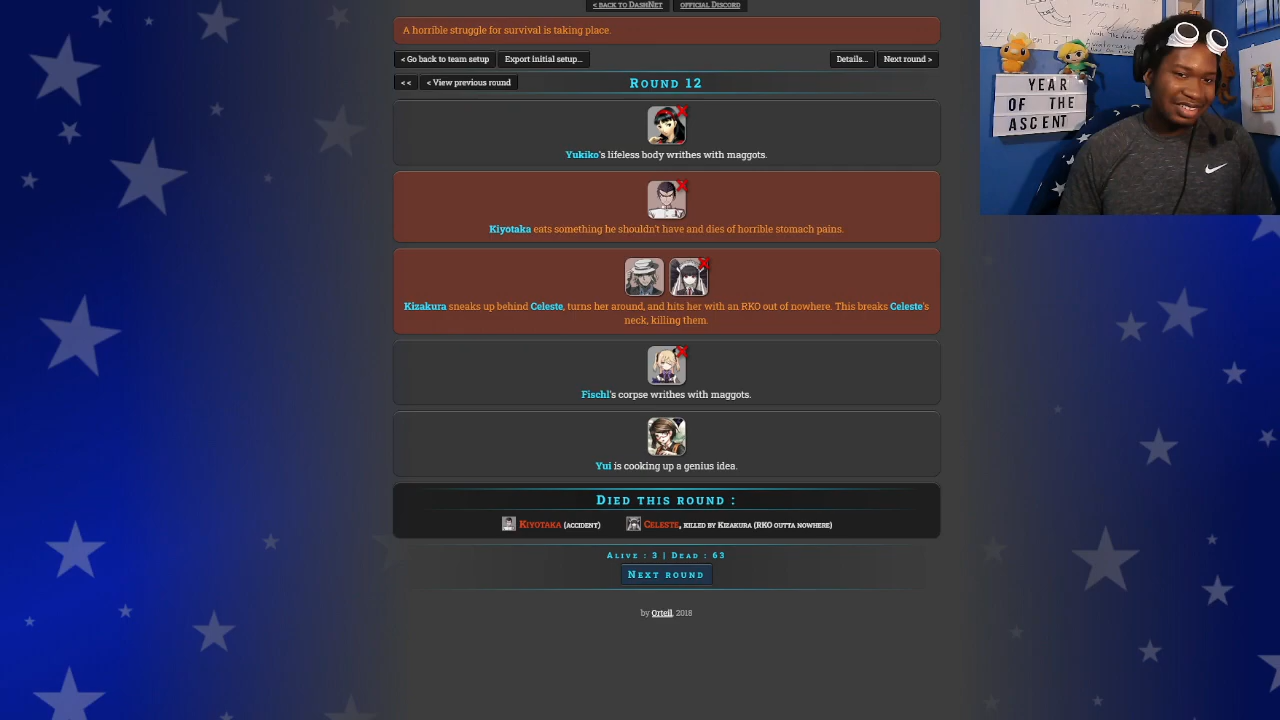 < back to DashNet
Official Discord
A horrible struggle for survival is taking place.
< Go back to team setup
Export initial setup...
Details...
Next round >
<<
< View previous round
Round 12
Yukiko's lifeless body writhes with maggots.
Kiyotaka eats something he shouldn't have and dies of horrible stomach pains.
Kizakura sneaks up behind Celeste, turns her around, and hits her with an RKO out of nowhere. This breaks Celeste's
neck, killing them.
Fischl's corpse writhes with maggots.
Yui is cooking up a genius idea.
Died this round :
Kiyotaka (accident)
Celeste, killed by Kizakura (RKO outta nowhere)
Alive : 3 | Dead : 63
Next round
by Orteil, 2018
YEAR
OF THE
ASCENT